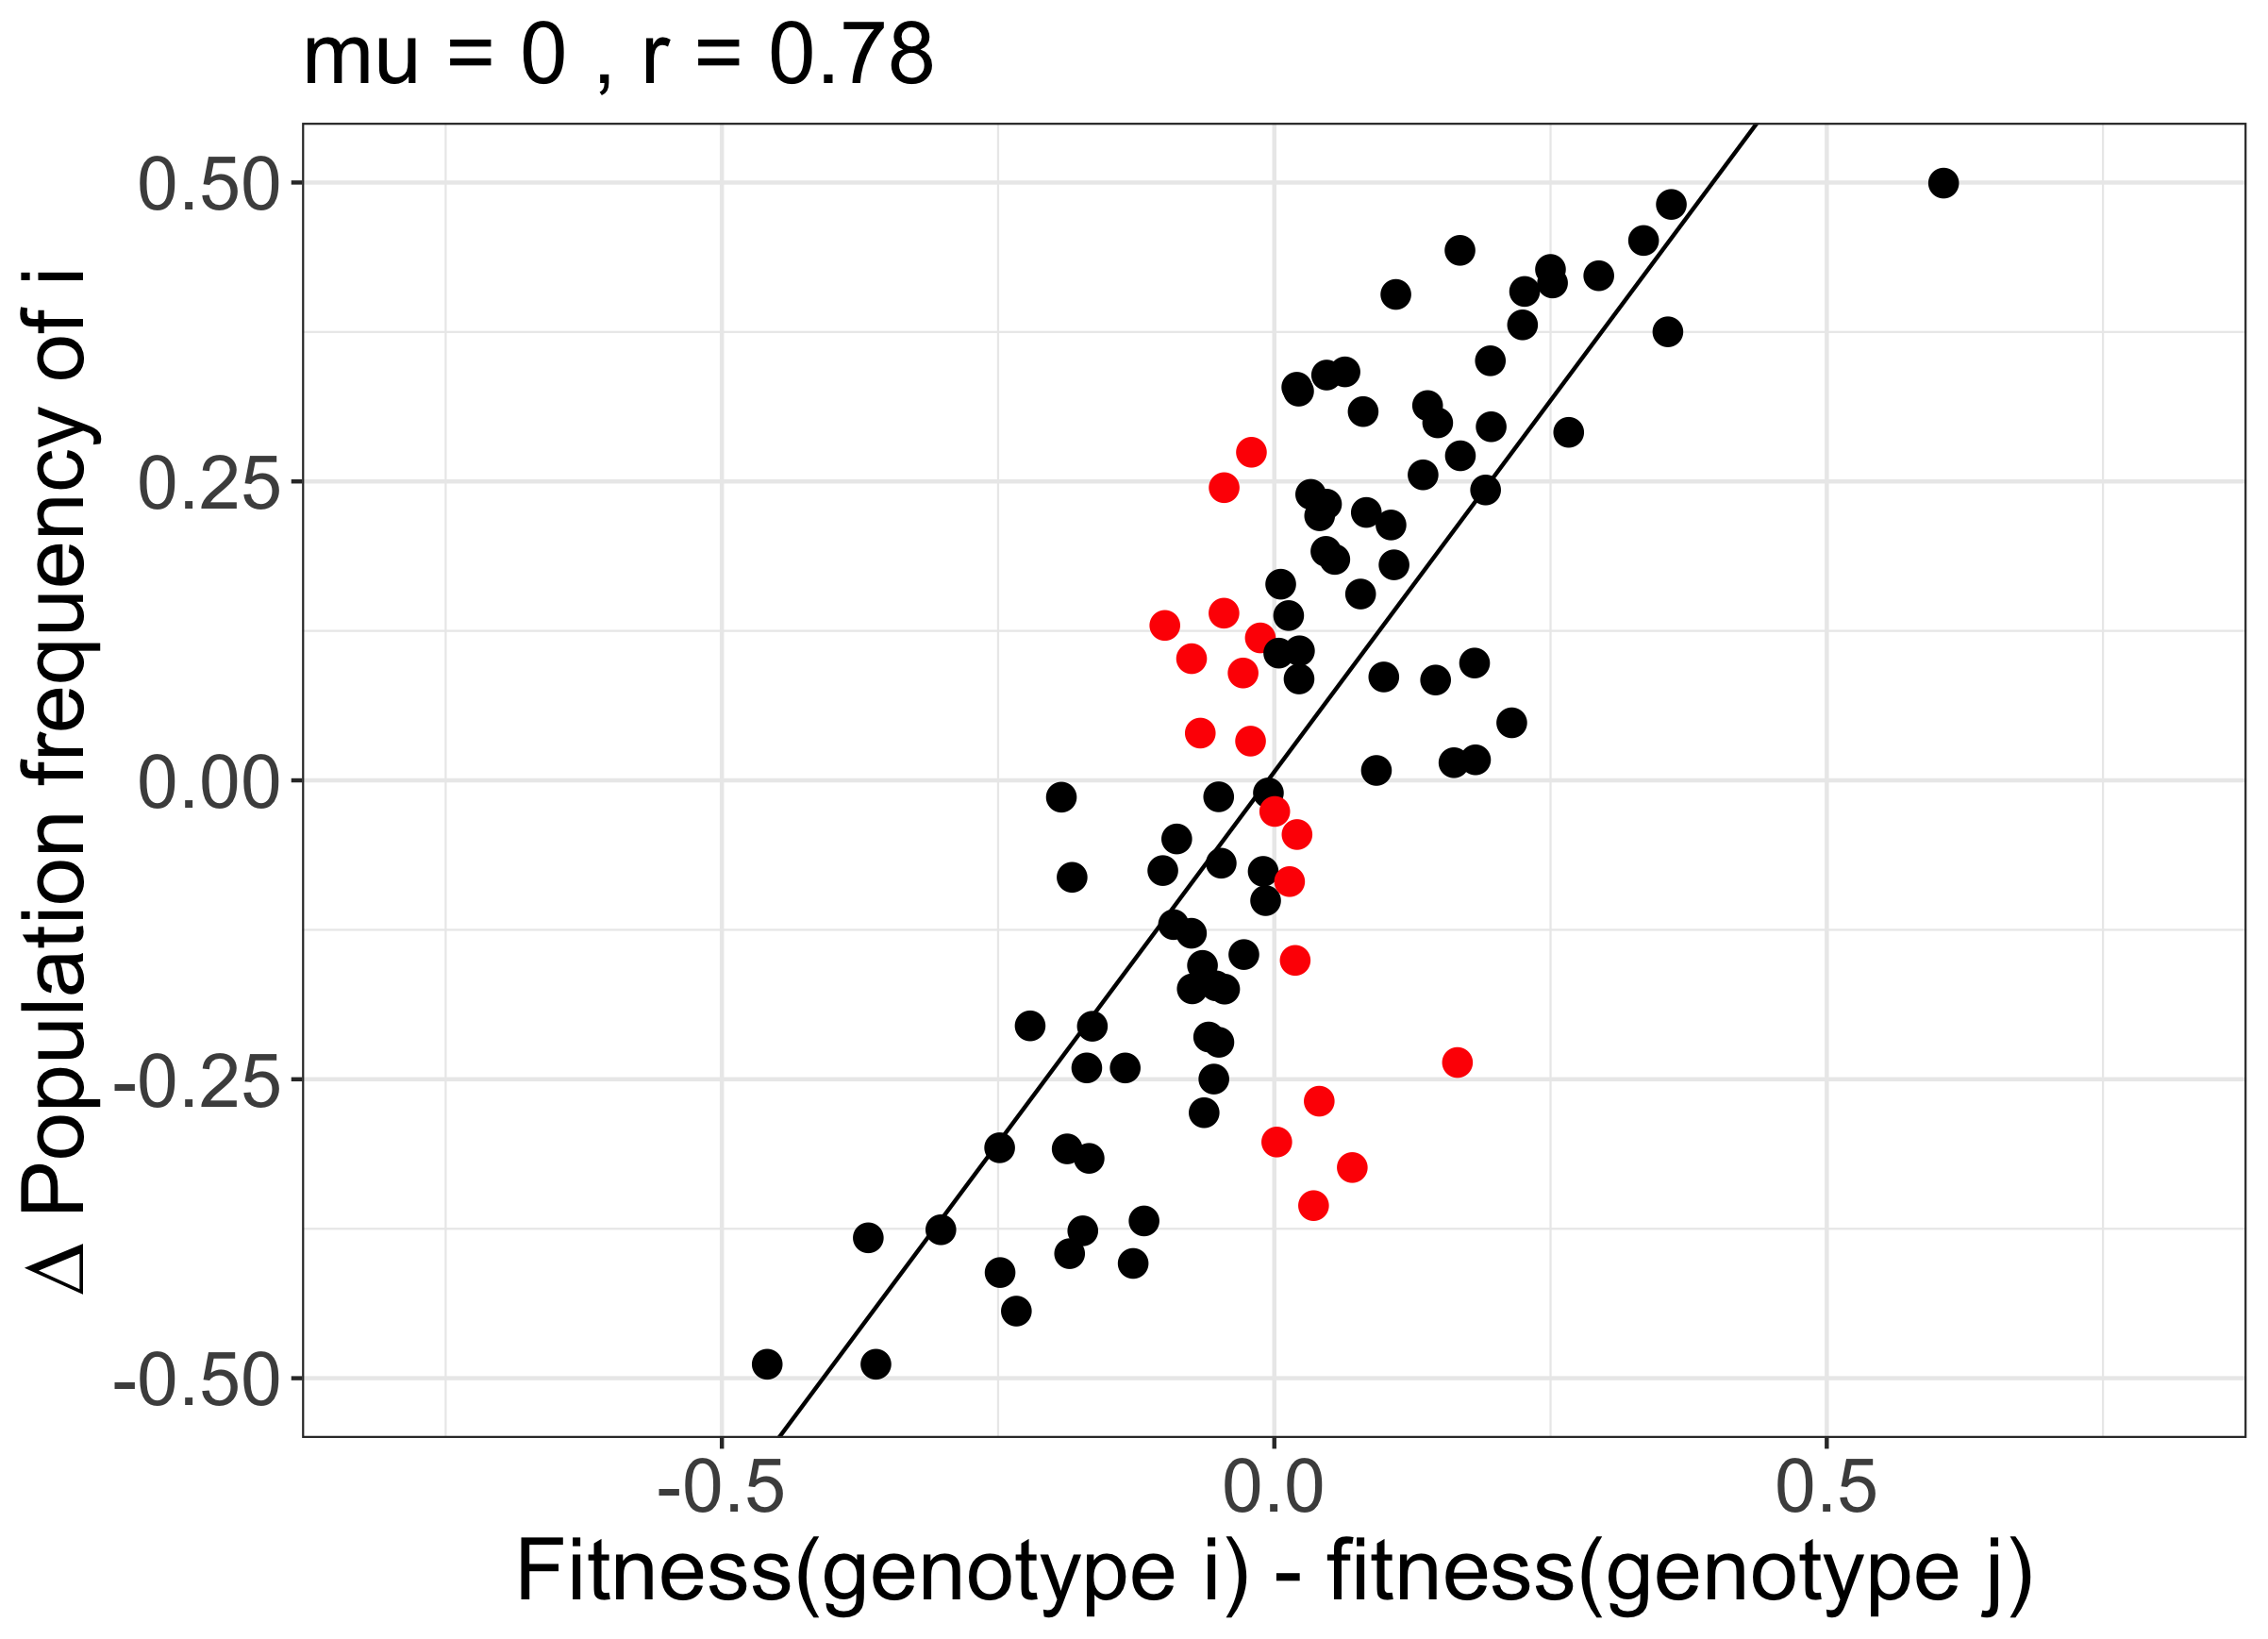 mu = 0 , r = 0.78
Δ Population frequency of i
0.50
0.25
0.00
-0.25
-0.50
-0.5
0.0
0.5
Fitness(genotype i) - fitness(genotype j)